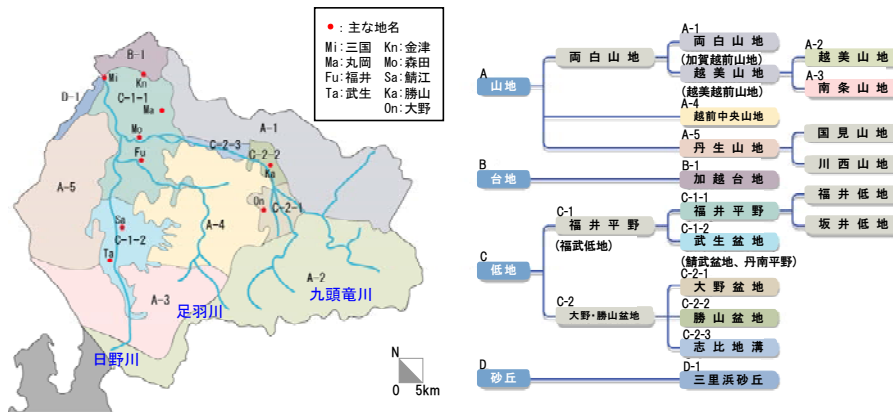 ●：主な地名
Mi：三国 Kn：金津
Ma：丸岡 Mo：森田
Fu：福井 Sa：鯖江
Ta：武生 Ka：勝山
On：大野
B-1
Mi
Kn
D-1
C-1-1
Ma
Mo
A-1
C-2-3
Fu
C-2-2
Ka
A-5
On
C-2-1
Sa
A-4
C-1-2
Ta
A-2
A-3
九頭竜川
足羽川
日野川
N
0 5km
A
山地
両白山地
A-1
両白山地
(加賀越前山地)
越美山地
(越美越前山地)
A-2
越美山地
A-3
南条山地
A-4
越前中央山地
A-5
丹生山地
国見山地
川西山地
B
台地
B-1
加越台地
C
低地
C-1
福井平野
(福武低地)
C-1-1
福井平野
福井低地
坂井低地
C-1-2
武生盆地
(鯖武盆地、丹南平野)
C-2
大野・勝山盆地
C-2-1
大野盆地
C-2-2
勝山盆地
C-2-3
志比地溝
D
砂丘
D-1
三里浜砂丘